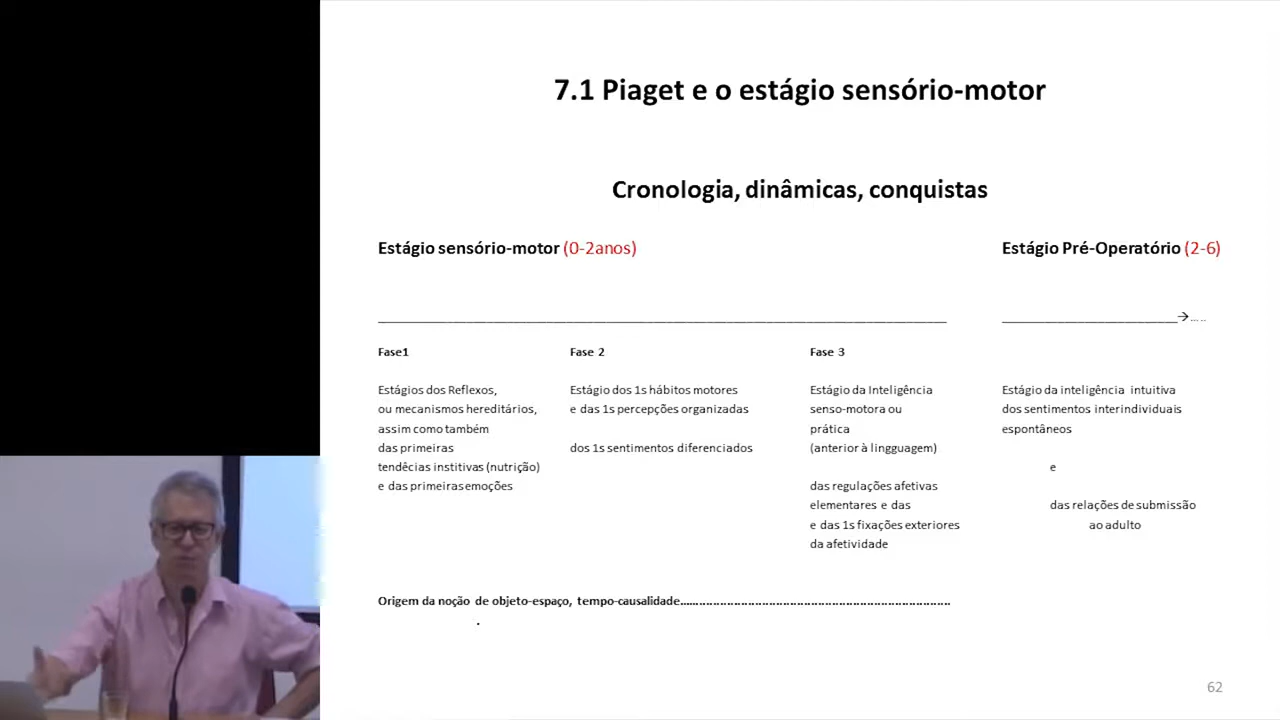 7.1 Piaget e o estágio sensório-motor
Cronologia, dinâmicas, conquistas
Estágio sensório-motor (0-2anos)
Estágio Pré-Operatório (2-6)
→.....
Fase1
Estágios dos Reflexos,
ou mecanismos hereditários,
assim como também
das primeiras
tendêcias institivas (nutrição)
e das primeiras emoções
Fase 2
Estágio dos 1s hábitos motores
e das 1s percepções organizadas
dos 1s sentimentos diferenciados
Fase 3
Estágio da Inteligência
senso-motora ou
prática
(anterior à lingguagem)
das regulações afetivas
elementares e das
e das 1s fixações exteriores
da afetividade
Estágio da inteligência intuitiva
dos sentimentos interindividuais
espontâneos
e
das relações de submissão
ao adulto
Origem da noção de objeto-espaço, tempo-causalidade................................................................................
.
62